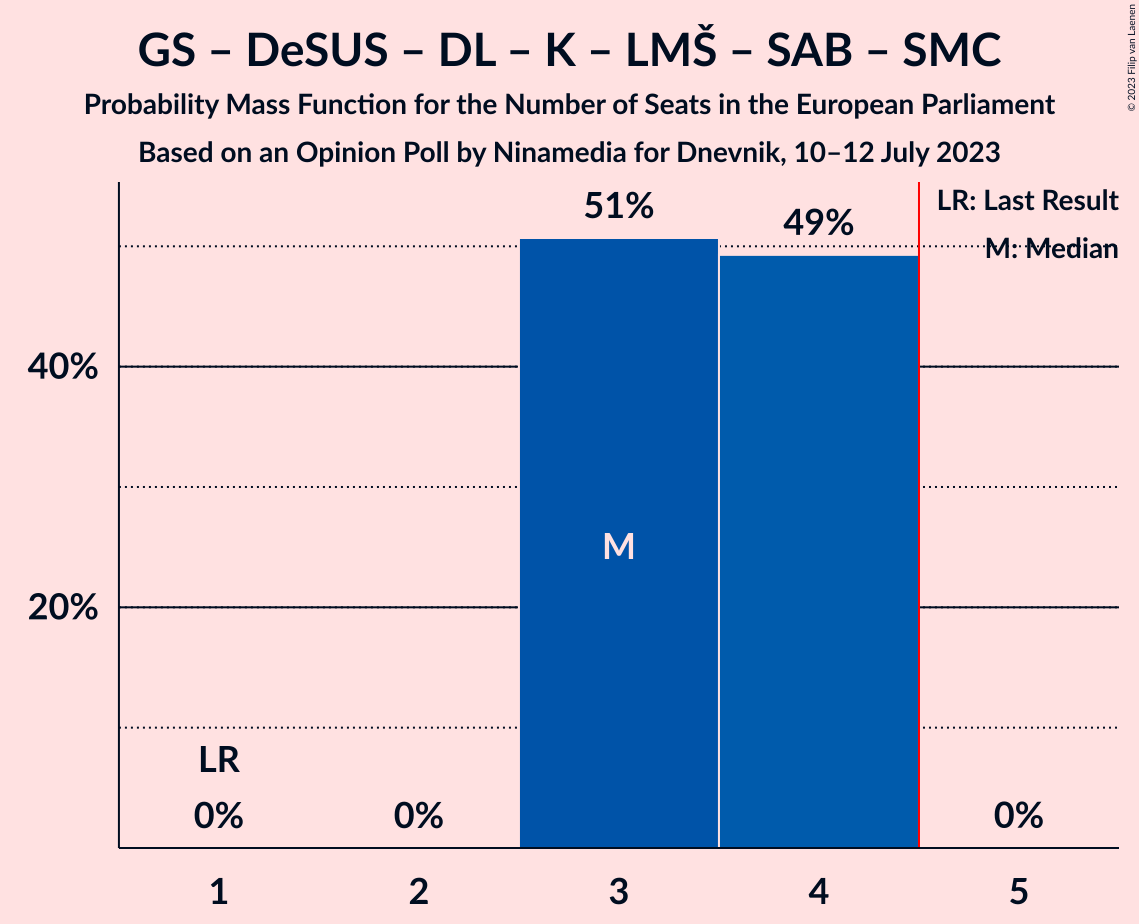 GS – DeSUS – DL – K – LMŠ – SAB – SMC
Probability Mass Function for the Number of Seats in the European Parliament
Based on an Opinion Poll by Ninamedia for Dnevnik, 10–12 July 2023
© 2023 Filip van Laenen
LR: Last Result
M: Median
51%
49%
40%
20%
M
LR
0%
0%
0%
1
2
3
4
5